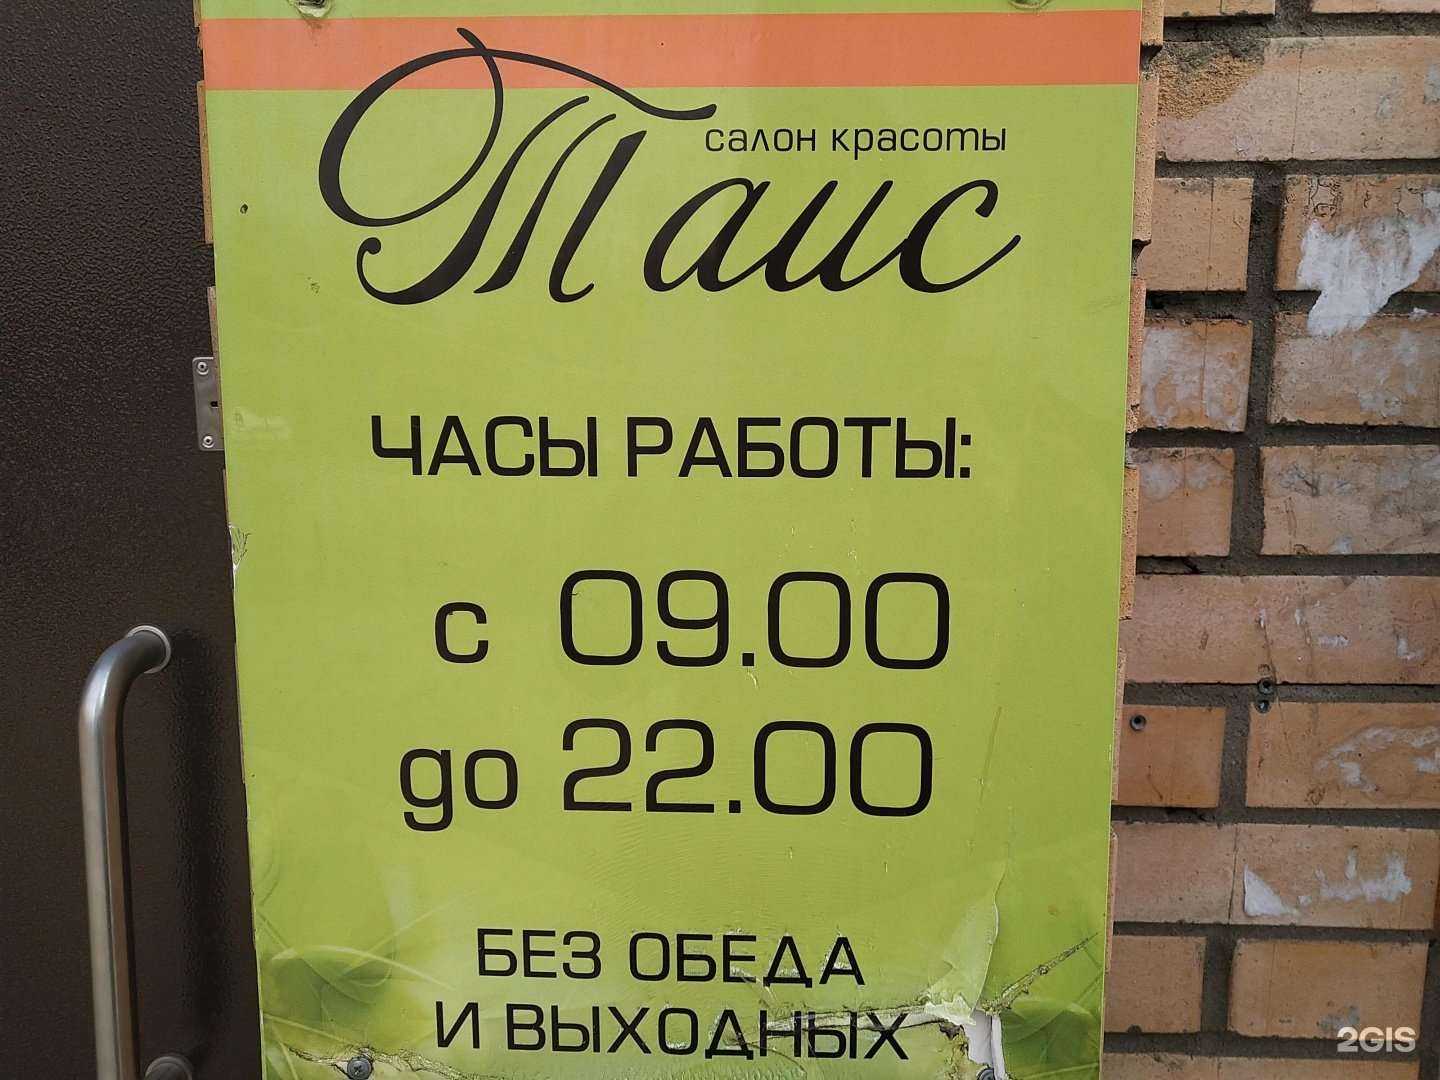 салон красоты
Таис
ЧАСЫ РАБОТЫ:
с 09.00
до 22.00
БЕЗ ОБЕДА
И ВЫХОДНЫХ
2GIS